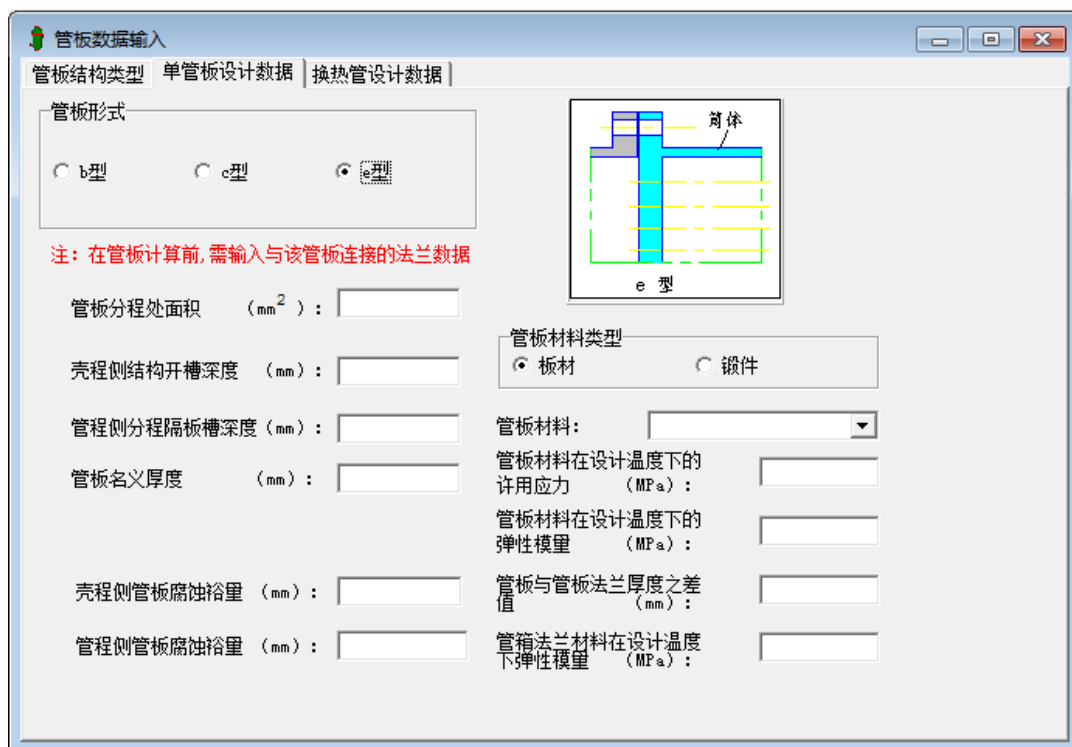 管板数据输入
管板结构类型 单管板设计数据 换热管设计数据
管板形式
b型 c型 e型
注: 在管板计算前,需输入与该管板连接的法兰数据
筒体
e 型
管板分程处面积 (mm2 ) :
壳程侧结构开槽深度 (mm) :
管程侧分程隔板槽深度(mm) :
管板名义厚度 (mm) :
壳程侧管板腐蚀裕量 (mm) :
管程侧管板腐蚀裕量 (mm) :
管板材料类型
板材 锻件
管板材料:
管板材料在设计温度下的
许用应力 (MPa) :
管板材料在设计温度下的
弹性模量 (MPa) :
管板与管板法兰厚度之差
值 (mm) :
管箱法兰材料在设计温度
下弹性模量 (MPa) :